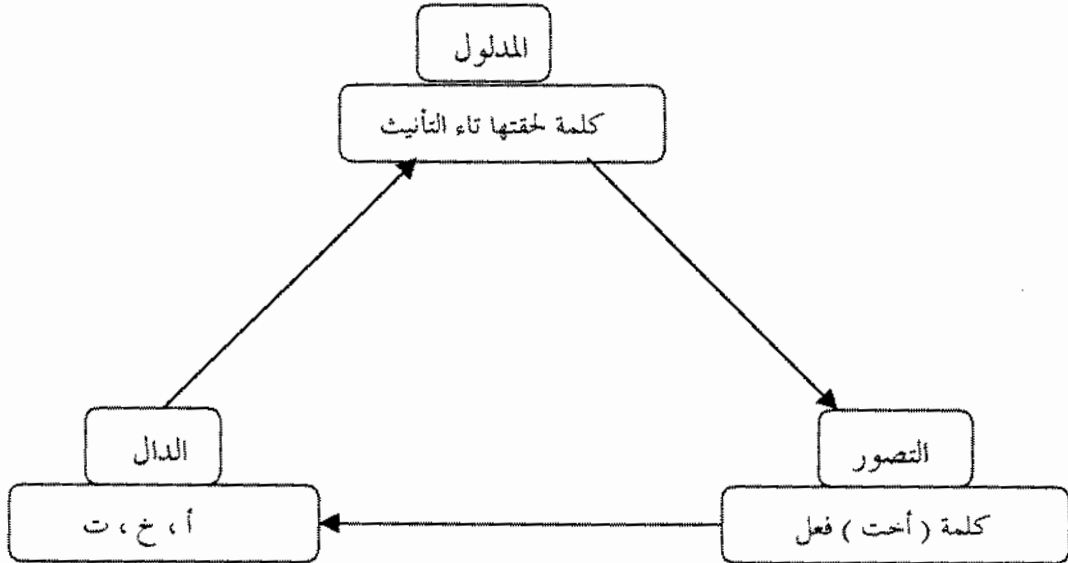 المدلول
كلمة لحقتها تاء التأنيث
التصور
كلمة ( أخت ) فعل
الدال
أ ، خ ، ت